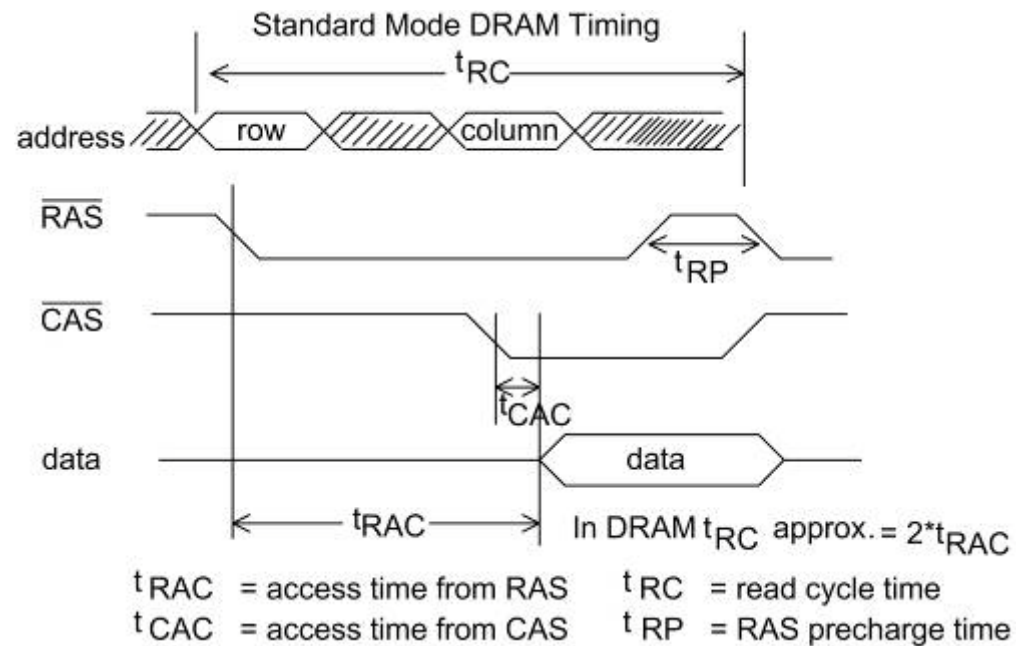 Standard Mode DRAM Timing
tRC
address row column
RAS
tRP
CAS
tCAC
data data
tRAC In DRAM tRC approx. = 2*tRAC
tRAC = access time from RAS tRC = read cycle time
tCAC = access time from CAS tRP = RAS precharge time